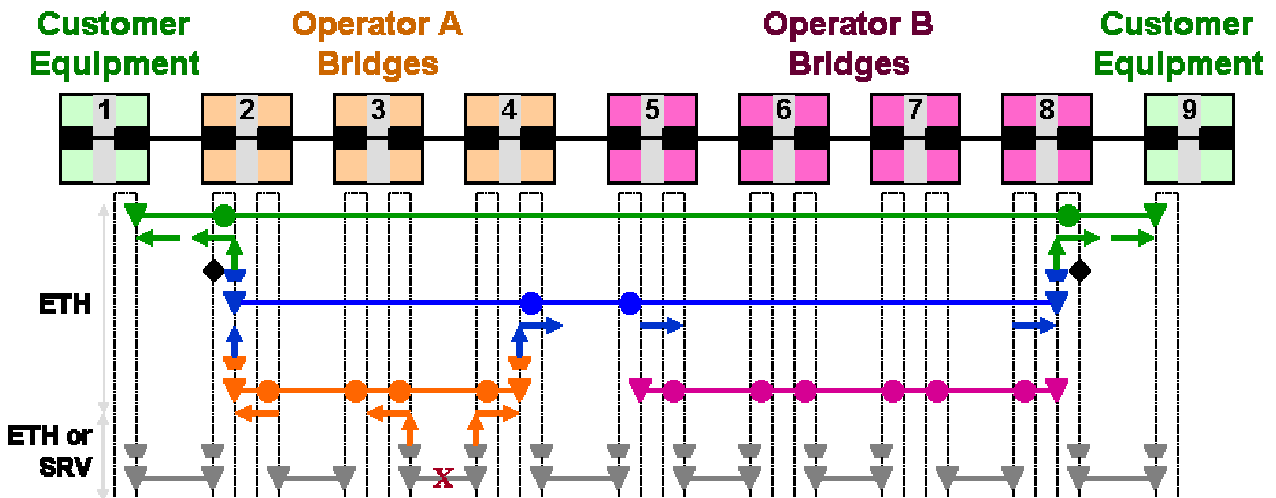 Customer
Equipment
Operator A
Bridges
Operator B
Bridges
Customer
Equipment
1
2
3
4
5
6
7
8
9
ETH
ETH or
SRV
X